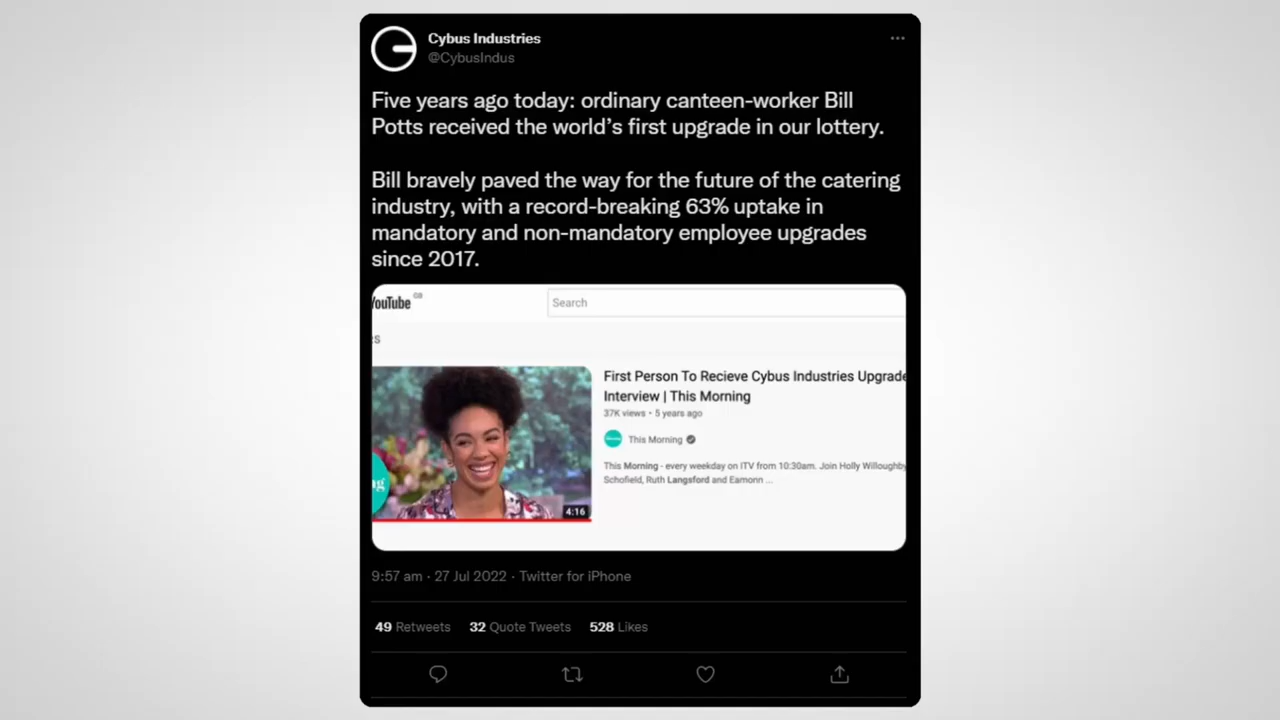 Cybus Industries
@CybusIndus
Five years ago today: ordinary canteen-worker Bill
Potts received the world's first upgrade in our lottery.
Bill bravely paved the way for the future of the catering
industry, with a record-breaking 63% uptake in
mandatory and non-mandatory employee upgrades
since 2017.
YouTube GB
Search
rs
First Person To Recieve Cybus Industries Upgrade
Interview | This Morning
37K views • 5 years ago
This Morning
This Morning - every weekday on ITV from 10:30am. Join Holly Willoughby
Schofield, Ruth Langsford and Eamonn ...
ng
4:16
9:57 am · 27 Jul 2022 · Twitter for iPhone
49 Retweets 32 Quote Tweets 528 Likes